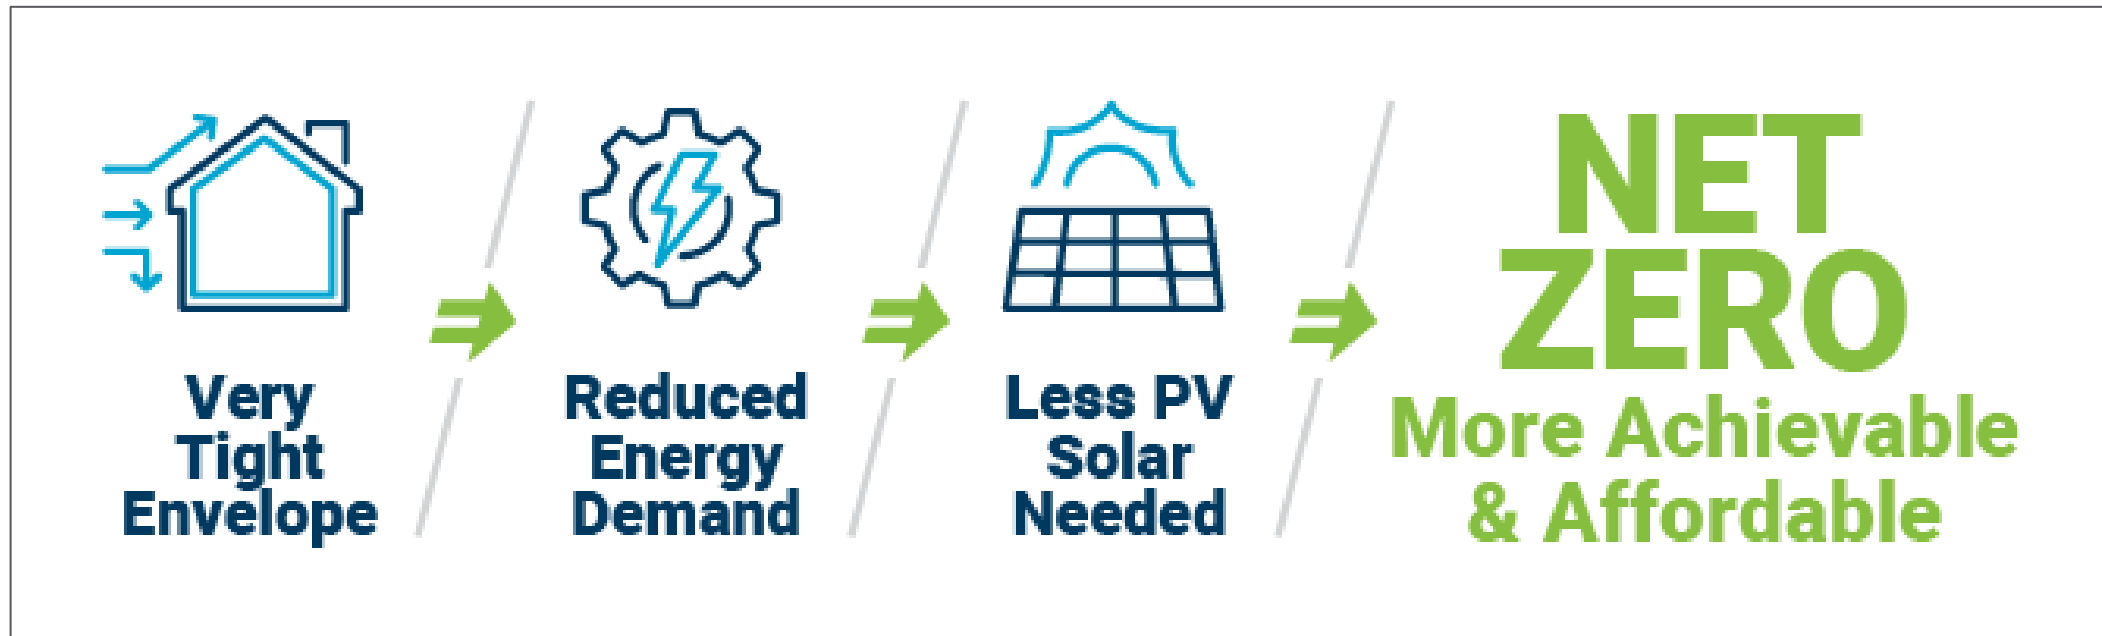 Very
Tight
Envelope
Reduced
Energy
Demand
Less PV
Solar
Needed
NET
ZERO
More Achievable
& Affordable